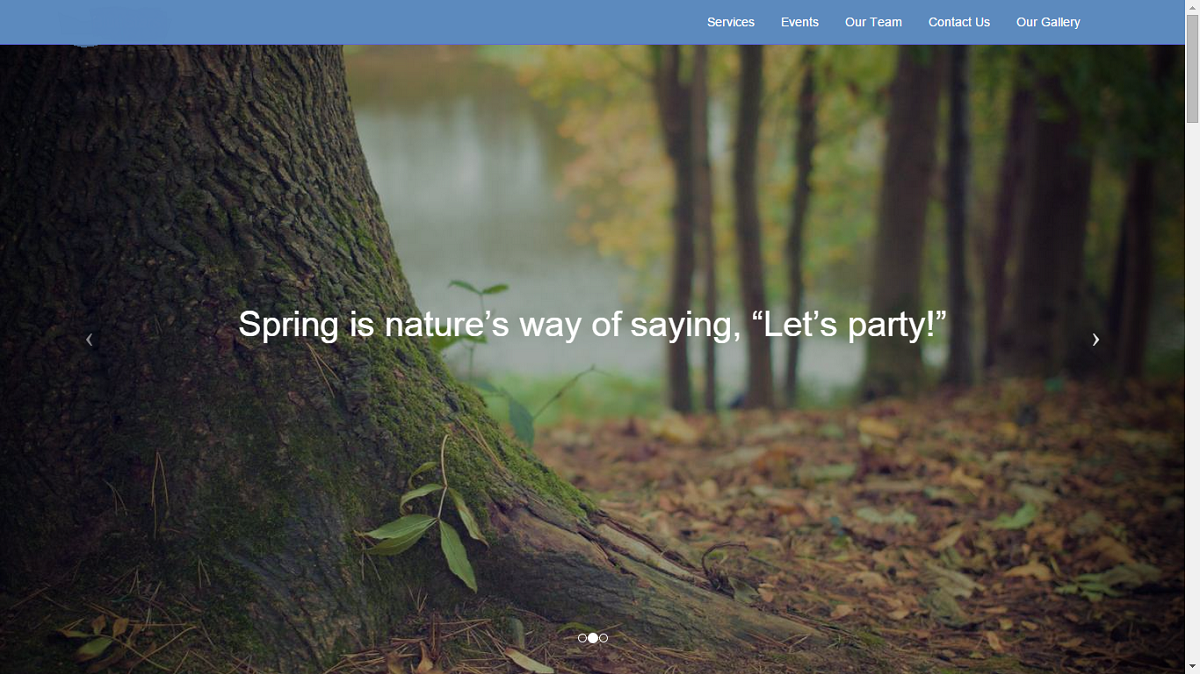 Services Events Our Team Contact Us Our Gallery
Spring is nature’s way of saying, “Let’s party!”